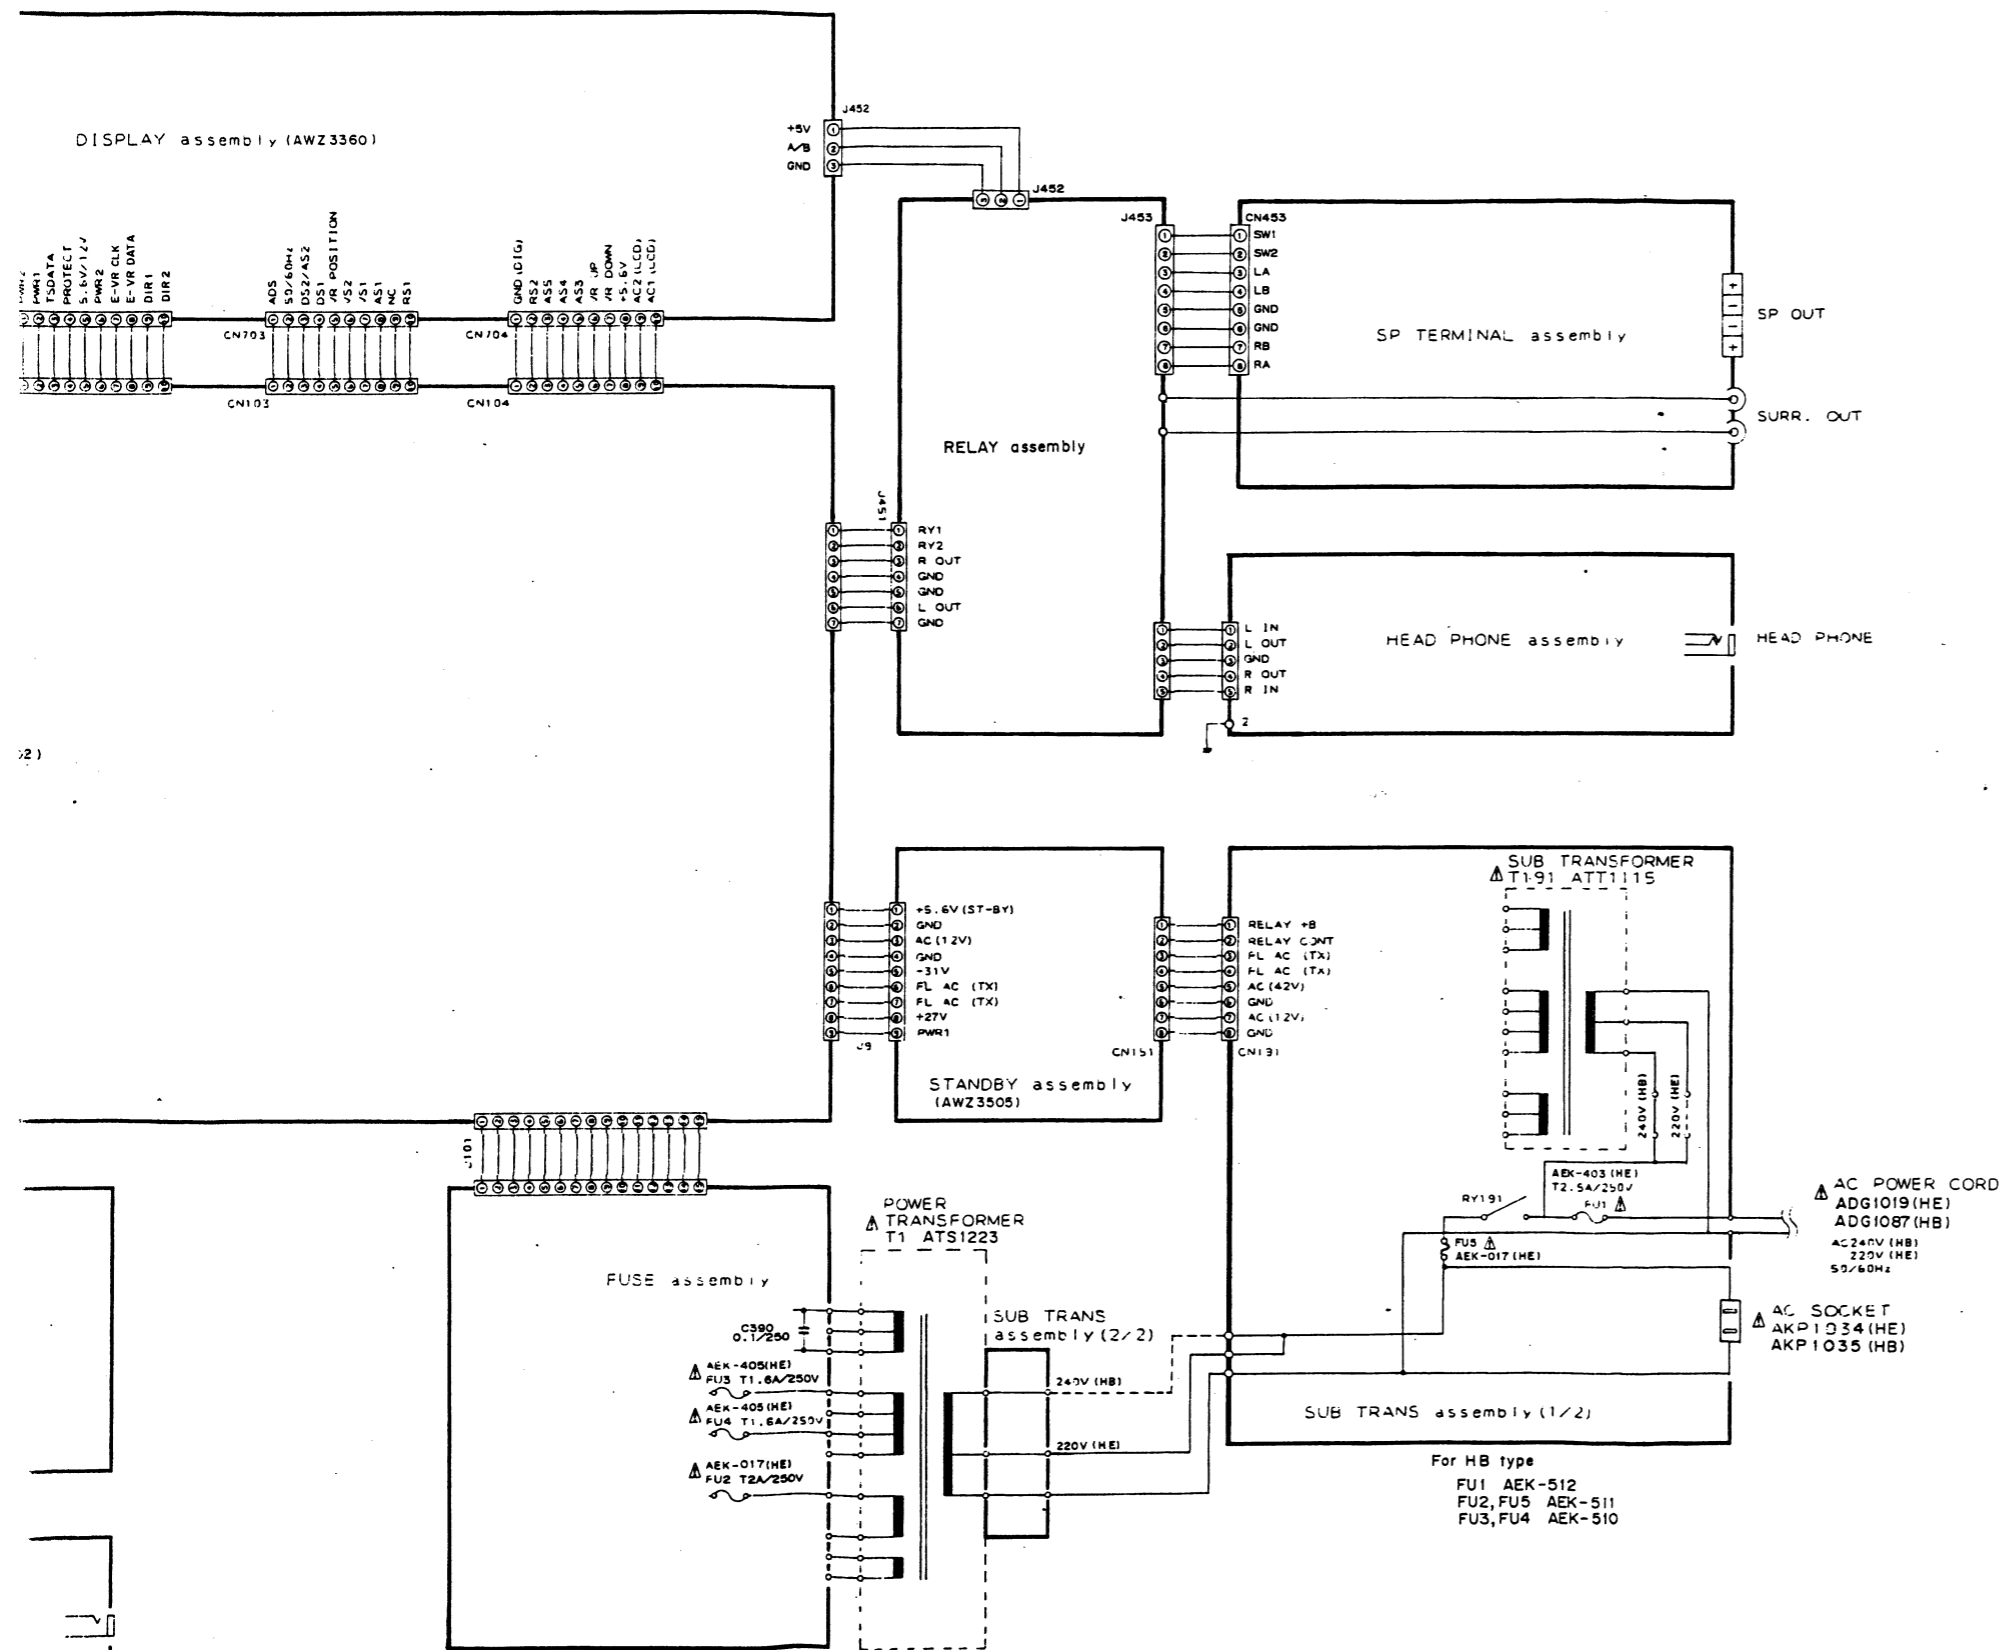 J452
+5V
A/B
GND
DISPLAY assembly (AWZ3360)
J452
PWR1
TSDATA
PROTECT
5.6V/12V
PWR2
E-VR CLK
E-VR DATA
DIR1
DIR2
ADS
50/60Hz
DS2/AS2
DS1
VR POSITION
VS2
VS1
AS1
NC
RS1
GND(DIG)
RS2
AS5
AS4
AS3
VR UP
VR DOWN
+5.6V
AC2(LCD)
AC1(LCD)
CN703
CN704
CN103
CN104
J453
CN453
SW1
SW2
LA
LB
GND
GND
RB
RA
SP TERMINAL assembly
SP OUT
SURR. OUT
RELAY assembly
J451
RY1
RY2
R OUT
GND
GND
L OUT
GND
L IN
L OUT
GND
R OUT
R IN
2
HEAD PHONE assembly
HEAD PHONE
2)
+5.6V(ST-BY)
GND
AC(12V)
GND
-31V
FL AC (TX)
FL AC (TX)
+27V
PWR1
J9
CN151
STANDBY assembly
(AWZ3505)
RELAY +B
RELAY CONT
FL AC (TX)
FL AC (TX)
AC(42V)
GND
AC(12V)
GND
CN191
SUB TRANSFORMER
T191 ATT1115
240V(HB)
220V(HE)
AEK-403(HE)
T2.5A/250V
FU1
RY191
FU5
AEK-017(HE)
AC POWER CORD
ADG1019(HE)
ADG1087(HB)
AC240V(HB)
220V(HE)
50/60Hz
AC SOCKET
AKP1034(HE)
AKP1035(HB)
J101
FUSE assembly
POWER
TRANSFORMER
T1 ATS1223
C390
0.1/250
AEK-405(HE)
FU3 T1.6A/250V
AEK-405(HE)
FU4 T1.6A/250V
AEK-017(HE)
FU2 T2A/250V
SUB TRANS
assembly(2/2)
240V(HB)
220V(HE)
SUB TRANS assembly(1/2)
For HB type
FU1 AEK-512
FU2,FU5 AEK-511
FU3,FU4 AEK-510